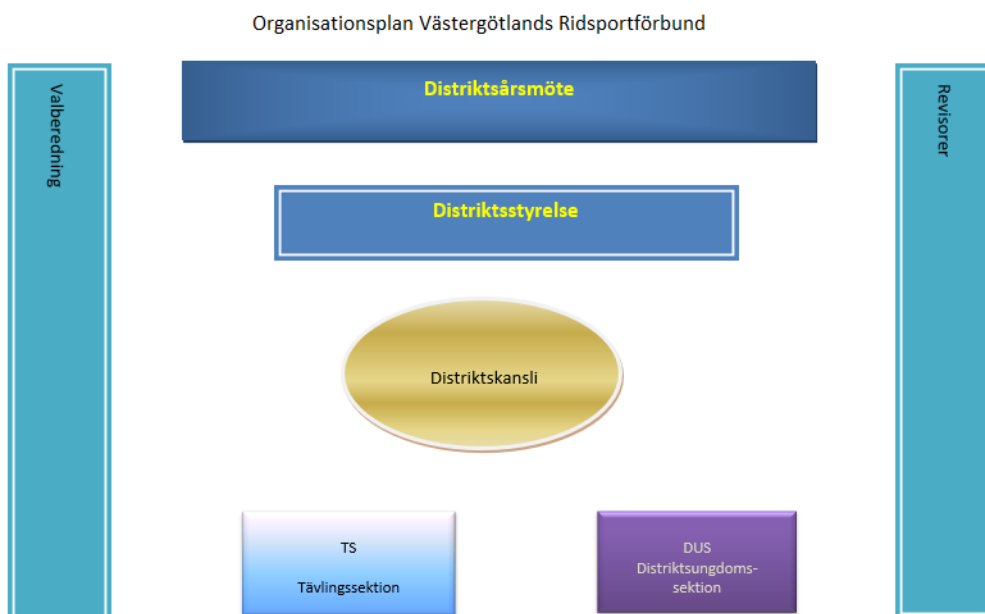 Organisationsplan Västergötlands Ridsportförbund
Valberedning
Distriktsårsmöte
Revisorer
Distriktsstyrelse
Distriktskansli
TS
Tävlingssektion
DUS
Distriktsungdoms-
sektion